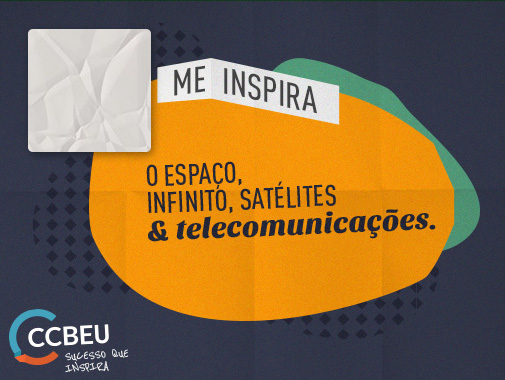 ME INSPIRA
O ESPAÇO,
INFINITO, SATÉLITES
& telecomunicações.
CCBEU
SUCESSO QUE
INSPIRA